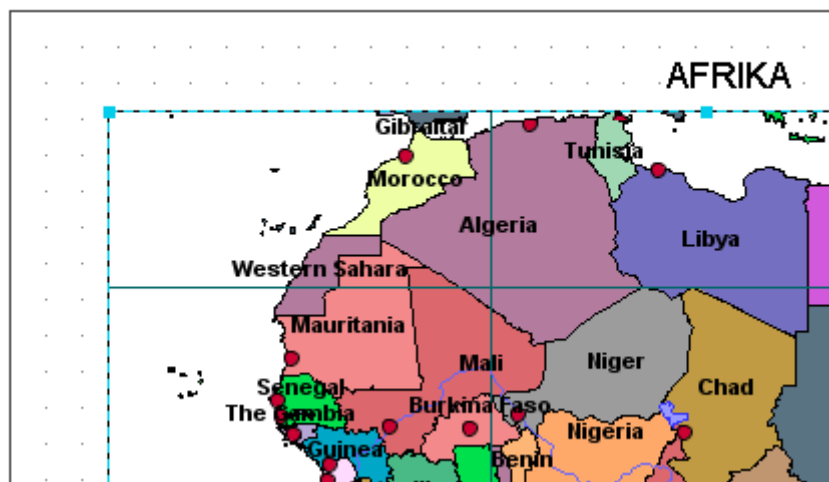 AFRIKA
Gibraltar
Tunisia
Morocco
Algeria
Libya
Western Sahara
Mauritania
Mali
Niger
Senegal
Chad
The Gambia
Burkina Faso
Nigeria
Guinea
Benin